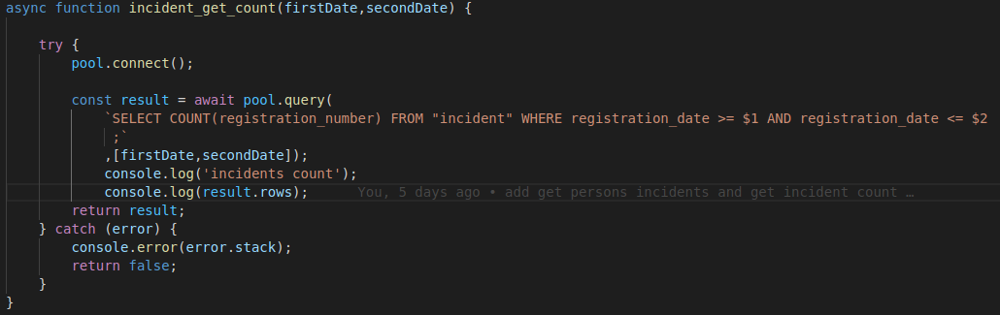 async function incident_get_count(firstDate,secondDate) {
try {
pool.connect();
const result = await pool.query(
`SELECT COUNT(registration_number) FROM "incident" WHERE registration_date >= $1 AND registration_date <= $2
;`
,[firstDate,secondDate]);
console.log('incidents count');
console.log(result.rows); You, 5 days ago • add get persons incidents and get incident count …
return result;
} catch (error) {
console.error(error.stack);
return false;
}
}